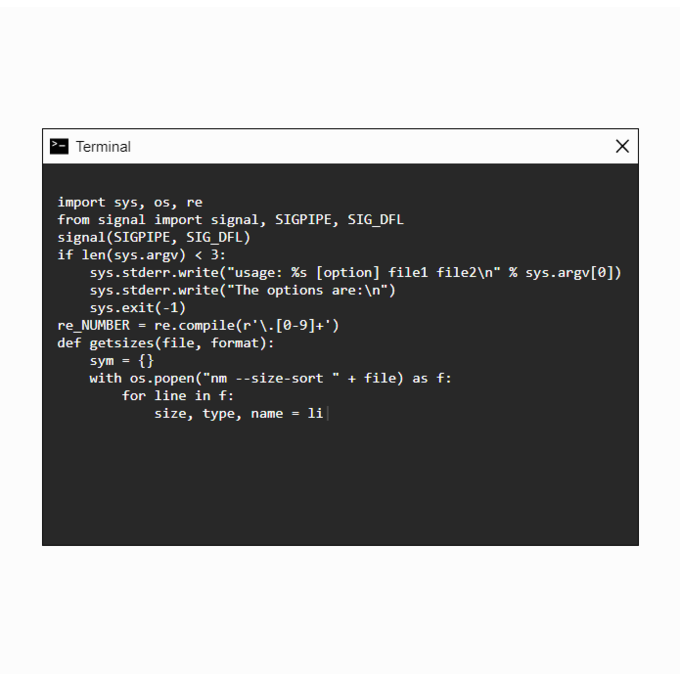 Terminal
import sys, os, re
from signal import signal, SIGPIPE, SIG_DFL
signal(SIGPIPE, SIG_DFL)
if len(sys.argv) < 3:
    sys.stderr.write("usage: %s [option] file1 file2\n" % sys.argv[0])
    sys.stderr.write("The options are:\n")
    sys.exit(-1)
re_NUMBER = re.compile(r'\.[0-9]+')
def getsizes(file, format):
    sym = {}
    with os.popen("nm --size-sort " + file) as f:
        for line in f:
            size, type, name = li